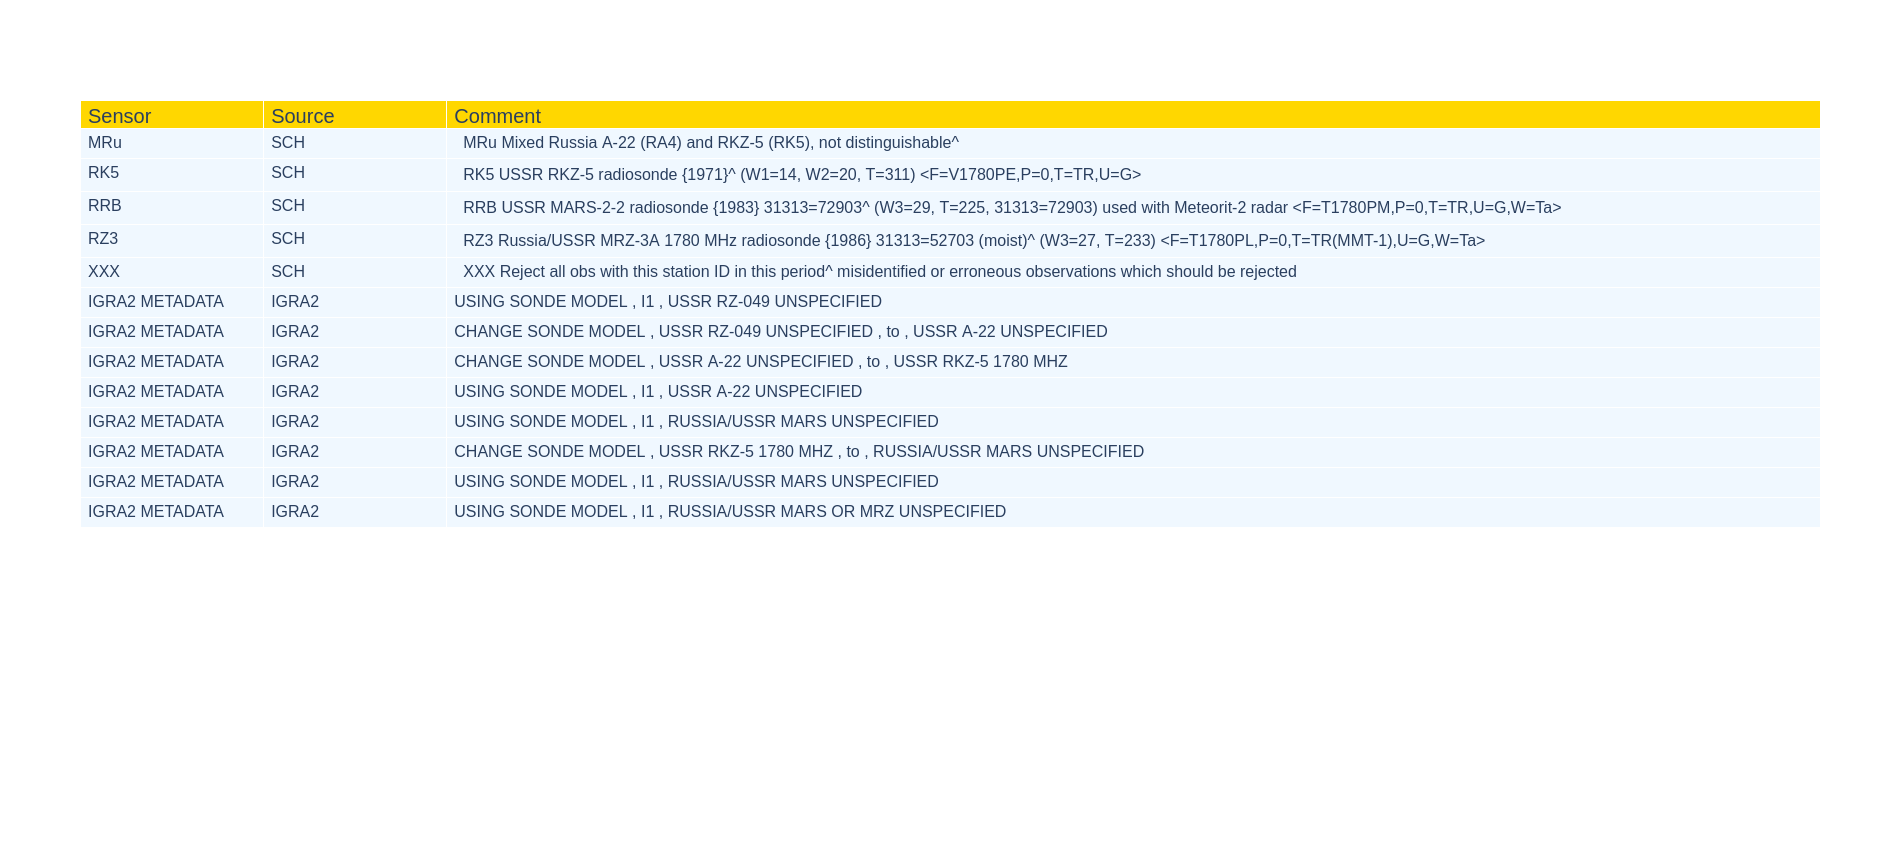 Sensor Source Comment
MRu SCH MRu Mixed Russia A-22 (RA4) and RKZ-5 (RK5), not distinguishable^
RK5 SCH RK5 USSR RKZ-5 radiosonde {1971}^ (W1=14, W2=20, T=311) <F=V1780PE,P=0,T=TR,U=G>
RRB SCH RRB USSR MARS-2-2 radiosonde {1983} 31313=72903^ (W3=29, T=225, 31313=72903) used with Meteorit-2 radar <F=T1780PM,P=0,T=TR,U=G,W=Ta>
RZ3 SCH RZ3 Russia/USSR MRZ-3A 1780 MHz radiosonde {1986} 31313=52703 (moist)^ (W3=27, T=233) <F=T1780PL,P=0,T=TR(MMT-1),U=G,W=Ta>
XXX SCH XXX Reject all obs with this station ID in this period^ misidentified or erroneous observations which should be rejected
IGRA2 METADATA IGRA2 USING SONDE MODEL , I1 , USSR RZ-049 UNSPECIFIED
IGRA2 METADATA IGRA2 CHANGE SONDE MODEL , USSR RZ-049 UNSPECIFIED , to , USSR A-22 UNSPECIFIED
IGRA2 METADATA IGRA2 CHANGE SONDE MODEL , USSR A-22 UNSPECIFIED , to , USSR RKZ-5 1780 MHZ
IGRA2 METADATA IGRA2 USING SONDE MODEL , I1 , USSR A-22 UNSPECIFIED
IGRA2 METADATA IGRA2 USING SONDE MODEL , I1 , RUSSIA/USSR MARS UNSPECIFIED
IGRA2 METADATA IGRA2 CHANGE SONDE MODEL , USSR RKZ-5 1780 MHZ , to , RUSSIA/USSR MARS UNSPECIFIED
IGRA2 METADATA IGRA2 USING SONDE MODEL , I1 , RUSSIA/USSR MARS UNSPECIFIED
IGRA2 METADATA IGRA2 USING SONDE MODEL , I1 , RUSSIA/USSR MARS OR MRZ UNSPECIFIED